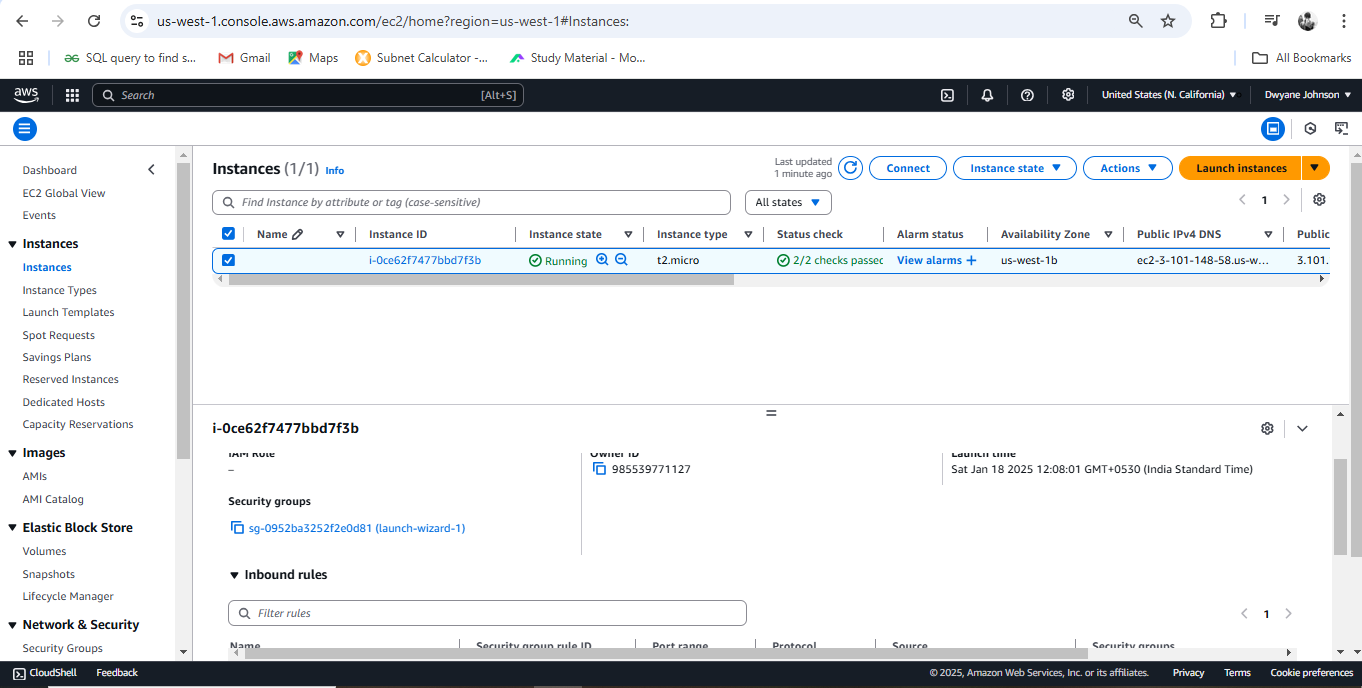 us-west-1.console.aws.amazon.com/ec2/home?region=us-west-1#Instances:
SQL query to find s...
Gmail
Maps
Subnet Calculator -...
Study Material - Mo...
All Bookmarks
aws
Search
[Alt+S]
United States (N. California)
Dwyane Johnson
Dashboard
EC2 Global View
Events
Instances
Instances
Instance Types
Launch Templates
Spot Requests
Savings Plans
Reserved Instances
Dedicated Hosts
Capacity Reservations
Images
AMIs
AMI Catalog
Elastic Block Store
Volumes
Snapshots
Lifecycle Manager
Network & Security
Security Groups
Instances (1/1) Info
Last updated
1 minute ago
Connect
Instance state
Actions
Launch instances
Find Instance by attribute or tag (case-sensitive)
All states
1
Name Instance ID Instance state Instance type Status check Alarm status Availability Zone Public IPv4 DNS Public
i-0ce62f7477bbd7f3b Running t2.micro 2/2 checks passec View alarms + us-west-1b ec2-3-101-148-58.us-w... 3.101.
i-0ce62f7477bbd7f3b
IAM Role Owner ID Launch time
– 985539771127 Sat Jan 18 2025 12:08:01 GMT+0530 (India Standard Time)
Security groups
sg-0952ba3252f2e0d81 (launch-wizard-1)
Inbound rules
Filter rules
1
Name Security group rule ID Port range Protocol Source Security groups
CloudShell Feedback © 2025, Amazon Web Services, Inc. or its affiliates. Privacy Terms Cookie preferences